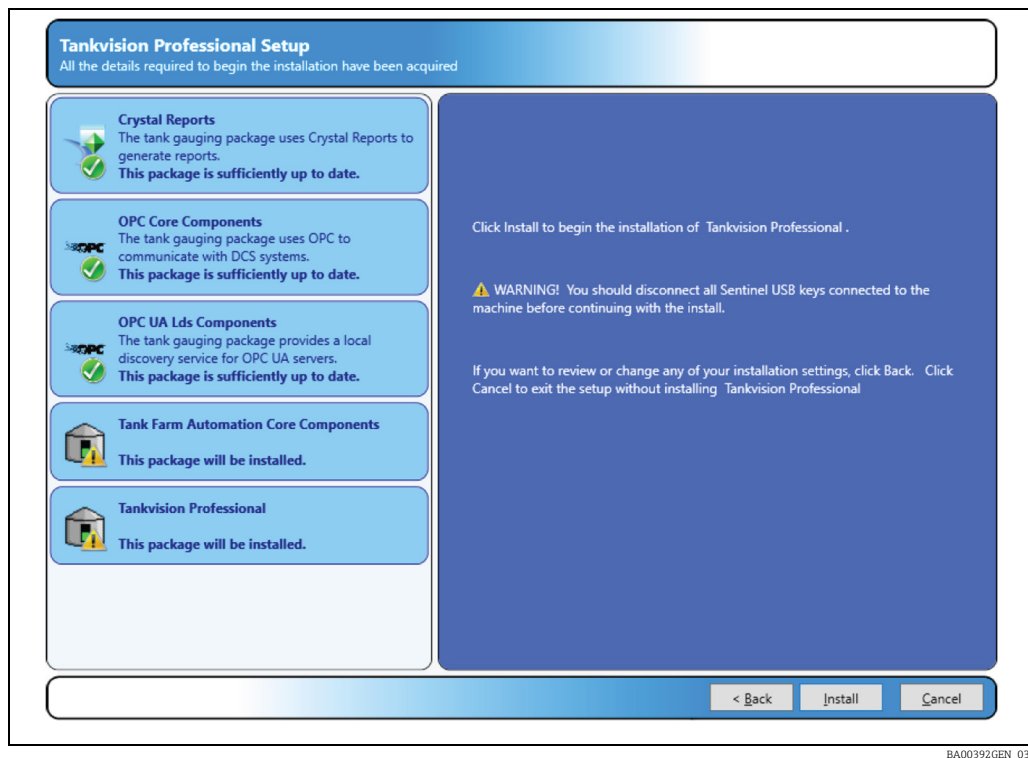 Tankvision Professional Setup
All the details required to begin the installation have been acquired
Crystal Reports
The tank gauging package uses Crystal Reports to
generate reports.
This package is sufficiently up to date.
OPC
OPC Core Components
The tank gauging package uses OPC to
communicate with DCS systems.
This package is sufficiently up to date.
OPC
OPC UA Lds Components
The tank gauging package provides a local
discovery service for OPC UA servers.
This package is sufficiently up to date.
Tank Farm Automation Core Components
This package will be installed.
Tankvision Professional
This package will be installed.
Click Install to begin the installation of Tankvision Professional .
WARNING! You should disconnect all Sentinel USB keys connected to the
machine before continuing with the install.
If you want to review or change any of your installation settings, click Back. Click
Cancel to exit the setup without installing Tankvision Professional
< Back
Install
Cancel
BA00392GEN_03